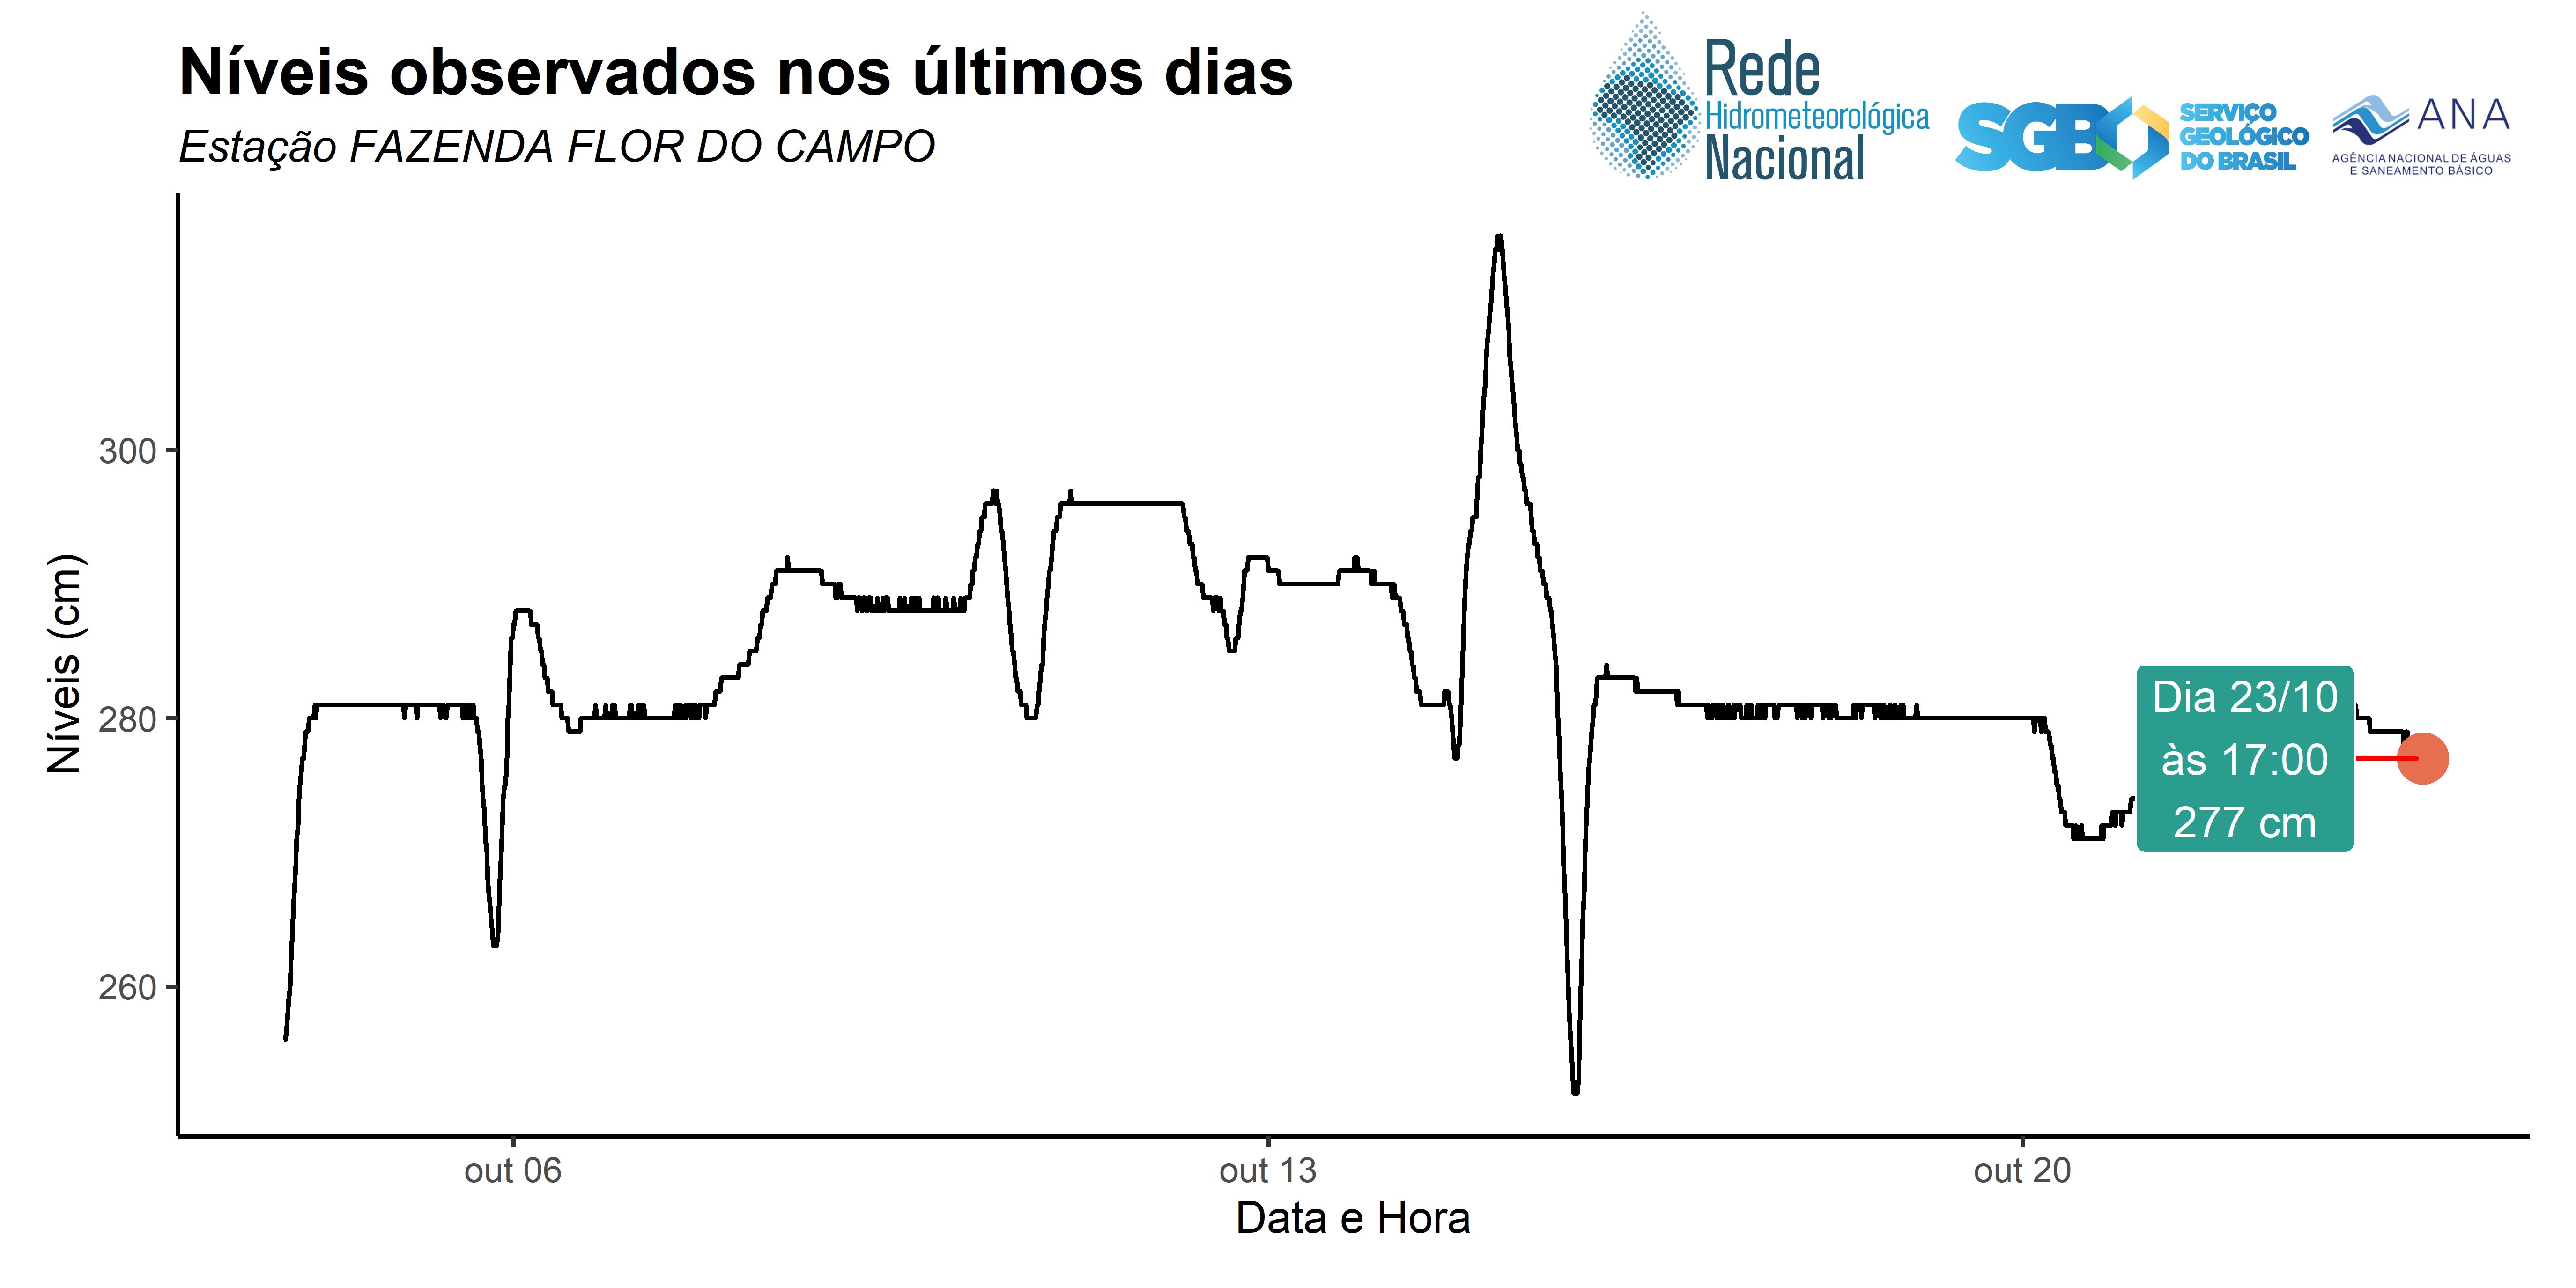 Níveis observados nos últimos dias
Estação FAZENDA FLOR DO CAMPO
Rede
Hidrometeorológica
Nacional
SGB
SERVIÇO
GEOLÓGICO
DO BRASIL
ANA
AGÊNCIA NACIONAL DE ÁGUAS
E SANEAMENTO BÁSICO
Níveis (cm)
300
280
260
Dia 23/10
às 17:00
277 cm
out 06
out 13
out 20
Data e Hora